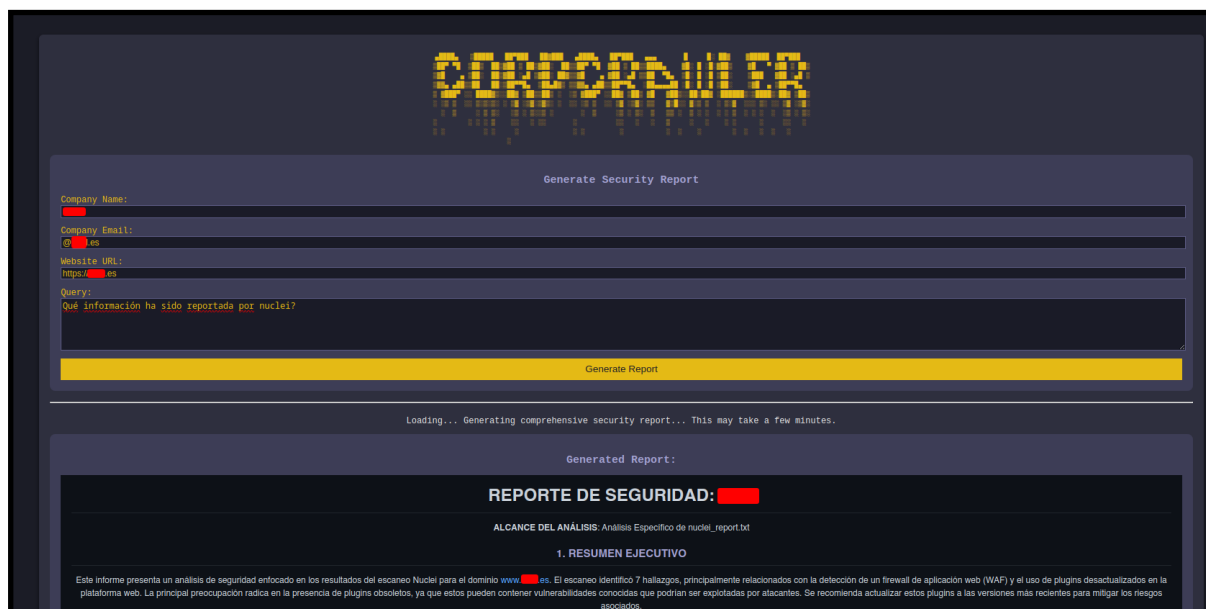 Generate Security Report
Company Name:
Company Email:
@ .es
Website URL:
https:// .es
Query:
Qué información ha sido reportada por nuclei?
Generate Report
Loading... Generating comprehensive security report... This may take a few minutes.
Generated Report:
REPORTE DE SEGURIDAD:
ALCANCE DEL ANÁLISIS: Análisis Especifico de nuclei_report.txt
1. RESUMEN EJECUTIVO
Este informe presenta un análisis de seguridad enfocado en los resultados del escaneo Nuclei para el dominio www. .es. El escaneo identificó 7 hallazgos, principalmente relacionados con la detección de un firewall de aplicación web (WAF) y el uso de plugins desactualizados en la
plataforma web. La principal preocupación radica en la presencia de plugins obsoletos, ya que estos pueden contener vulnerabilidades conocidas que podrían ser explotadas por atacantes. Se recomienda actualizar estos plugins a las versiones más recientes para mitigar los riesgos
asociados.